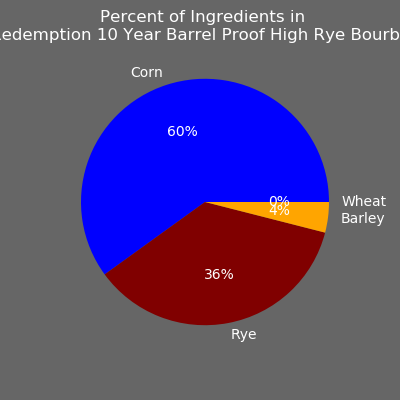 Percent of Ingredients in
edemption 10 Year Barrel Proof High Rye Bourb
Corn
60%
0%
Wheat
4%
Barley
36%
Rye